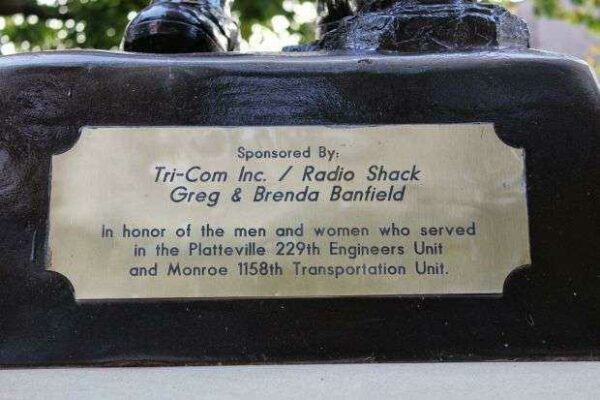 Sponsored By:
Tri-Com Inc. / Radio Shack
Greg & Brenda Banfield
In honor of the men and women who served
in the Platteville 229th Engineers Unit
and Monroe 1158th Transportation Unit.